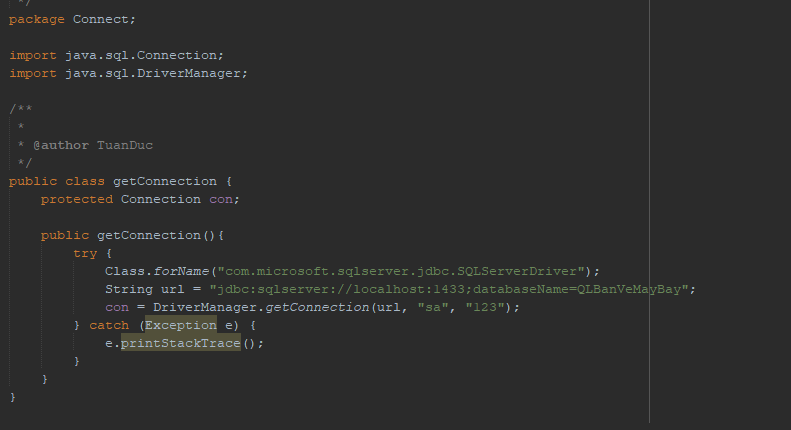 */
package Connect;
import java.sql.Connection;
import java.sql.DriverManager;
/**
*
* @author TuanDuc
*/
public class getConnection {
protected Connection con;
public getConnection(){
try {
Class.forName("com.microsoft.sqlserver.jdbc.SQLServerDriver");
String url = "jdbc:sqlserver://localhost:1433;databaseName=QLBanVeMayBay";
con = DriverManager.getConnection(url, "sa", "123");
} catch (Exception e) {
e.printStackTrace();
}
}
}